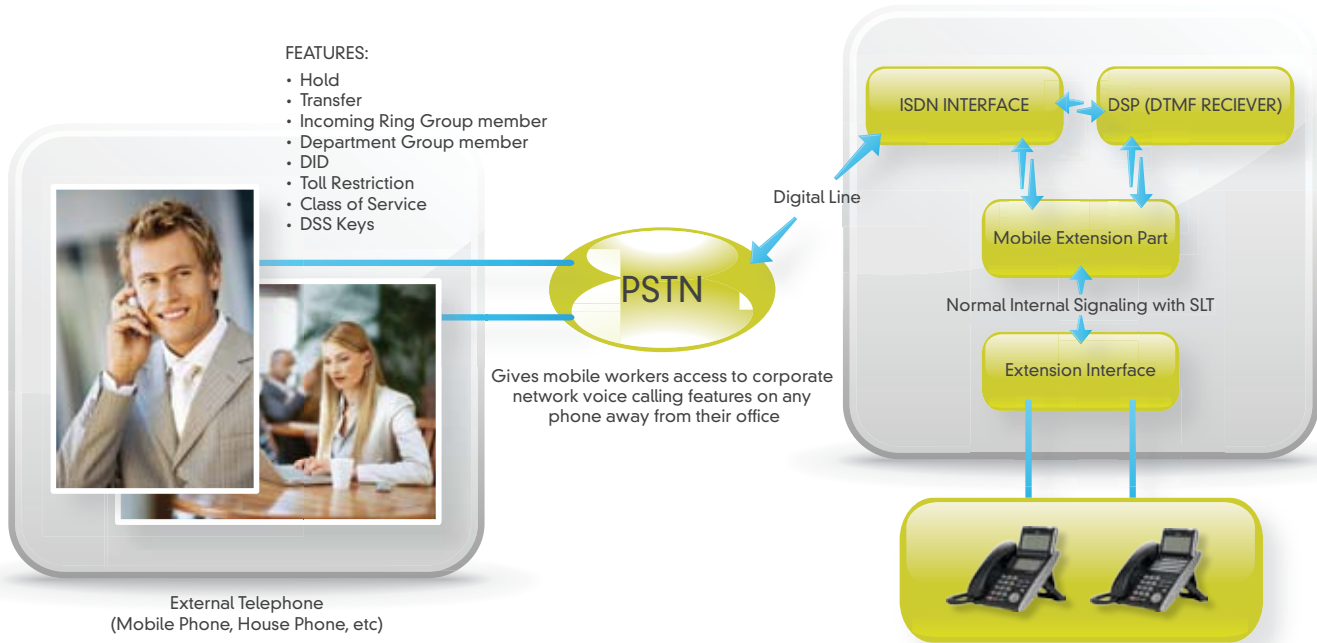 FEATURES:
• Hold
• Transfer
• Incoming Ring Group member
• Department Group member
• DID
• Toll Restriction
• Class of Service
• DSS Keys
External Telephone
(Mobile Phone, House Phone, etc)
PSTN
Gives mobile workers access to corporate
network voice calling features on any
phone away from their office
Digital Line
ISDN INTERFACE
DSP (DTMF RECIEVER)
Mobile Extension Part
Normal Internal Signaling with SLT
Extension Interface